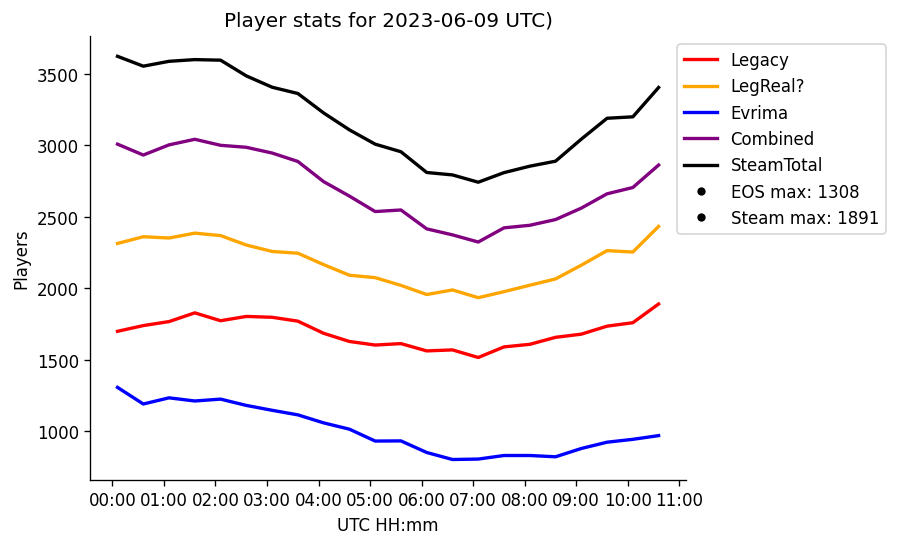 Player stats for 2023-06-09 UTC)
Players
3500
3000
2500
2000
1500
1000
00:00 01:00 02:00 03:00 04:00 05:00 06:00 07:00 08:00 09:00 10:00 11:00
UTC HH:mm
Legacy
LegReal?
Evrima
Combined
SteamTotal
EOS max: 1308
Steam max: 1891